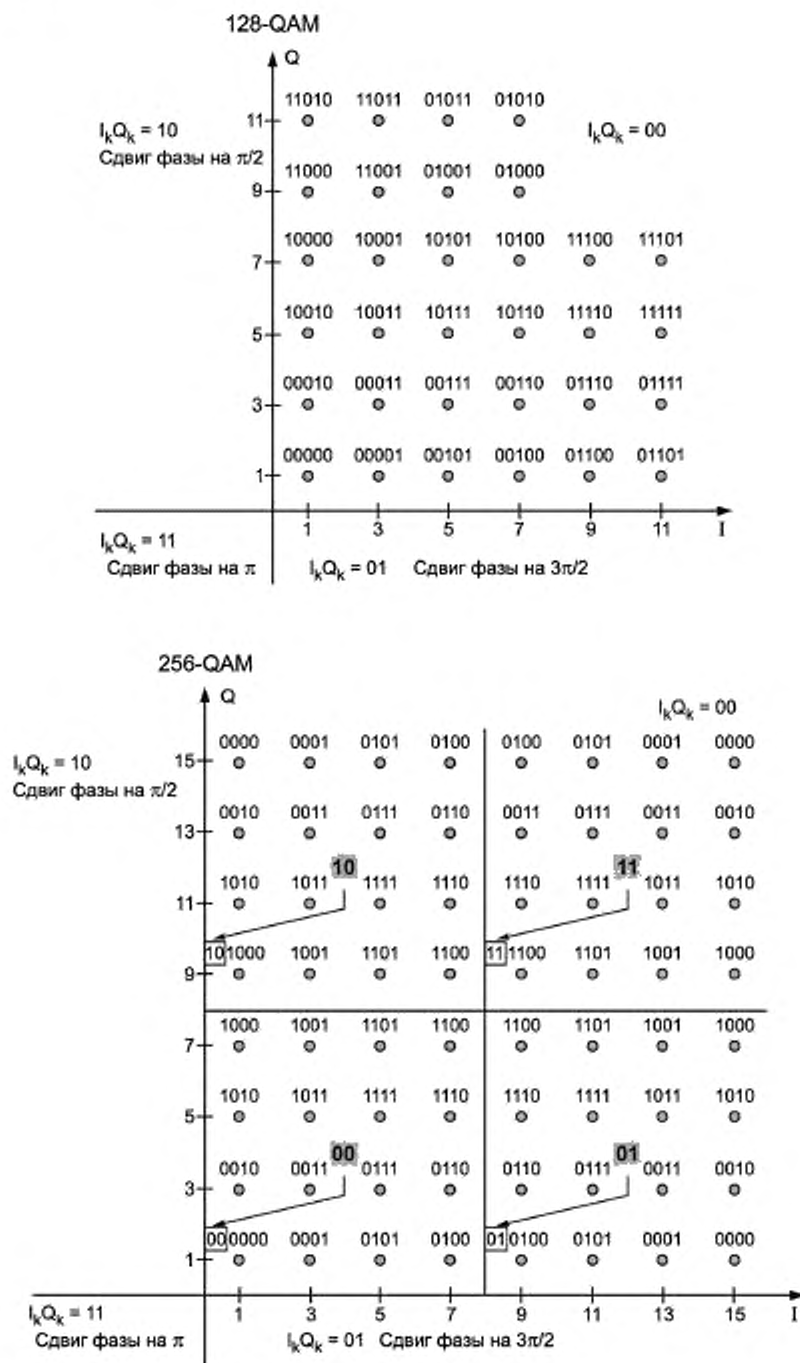 128-QAM
Q
11010 11011 01011 01010
11
IkQk = 10
IkQk = 00
Сдвиг фазы на π/2
11000 11001 01001 01000
9
10000 10001 10101 10100 11100 11101
7
10010 10011 10111 10110 11110 11111
5
00010 00011 00111 00110 01110 01111
3
00000 00001 00101 00100 01100 01101
1
1 3 5 7 9 11 I
IkQk = 11
Сдвиг фазы на π
IkQk = 01 Сдвиг фазы на 3π/2
256-QAM
Q
IkQk = 00
0000 0001 0101 0100 0100 0101 0001 0000
15
IkQk = 10
Сдвиг фазы на π/2
0010 0011 0111 0110 0011 0111 0011 0010
13
10 11
1010 1011 1111 1110 1110 1111 1011 1010
11
10 1000 1001 1101 1100 11 1100 1101 1001 1000
9
1000 1001 1101 1100 1100 1101 1001 1000
7
1010 1011 1111 1110 1110 1111 1011 1010
5
00 01
0010 0011 0111 0110 0110 0111 0011 0010
3
00 0000 0001 0101 0100 01 0100 0101 0001 0000
1
1 3 5 7 9 11 13 15 I
IkQk = 11
Сдвиг фазы на π
IkQk = 01 Сдвиг фазы на 3π/2